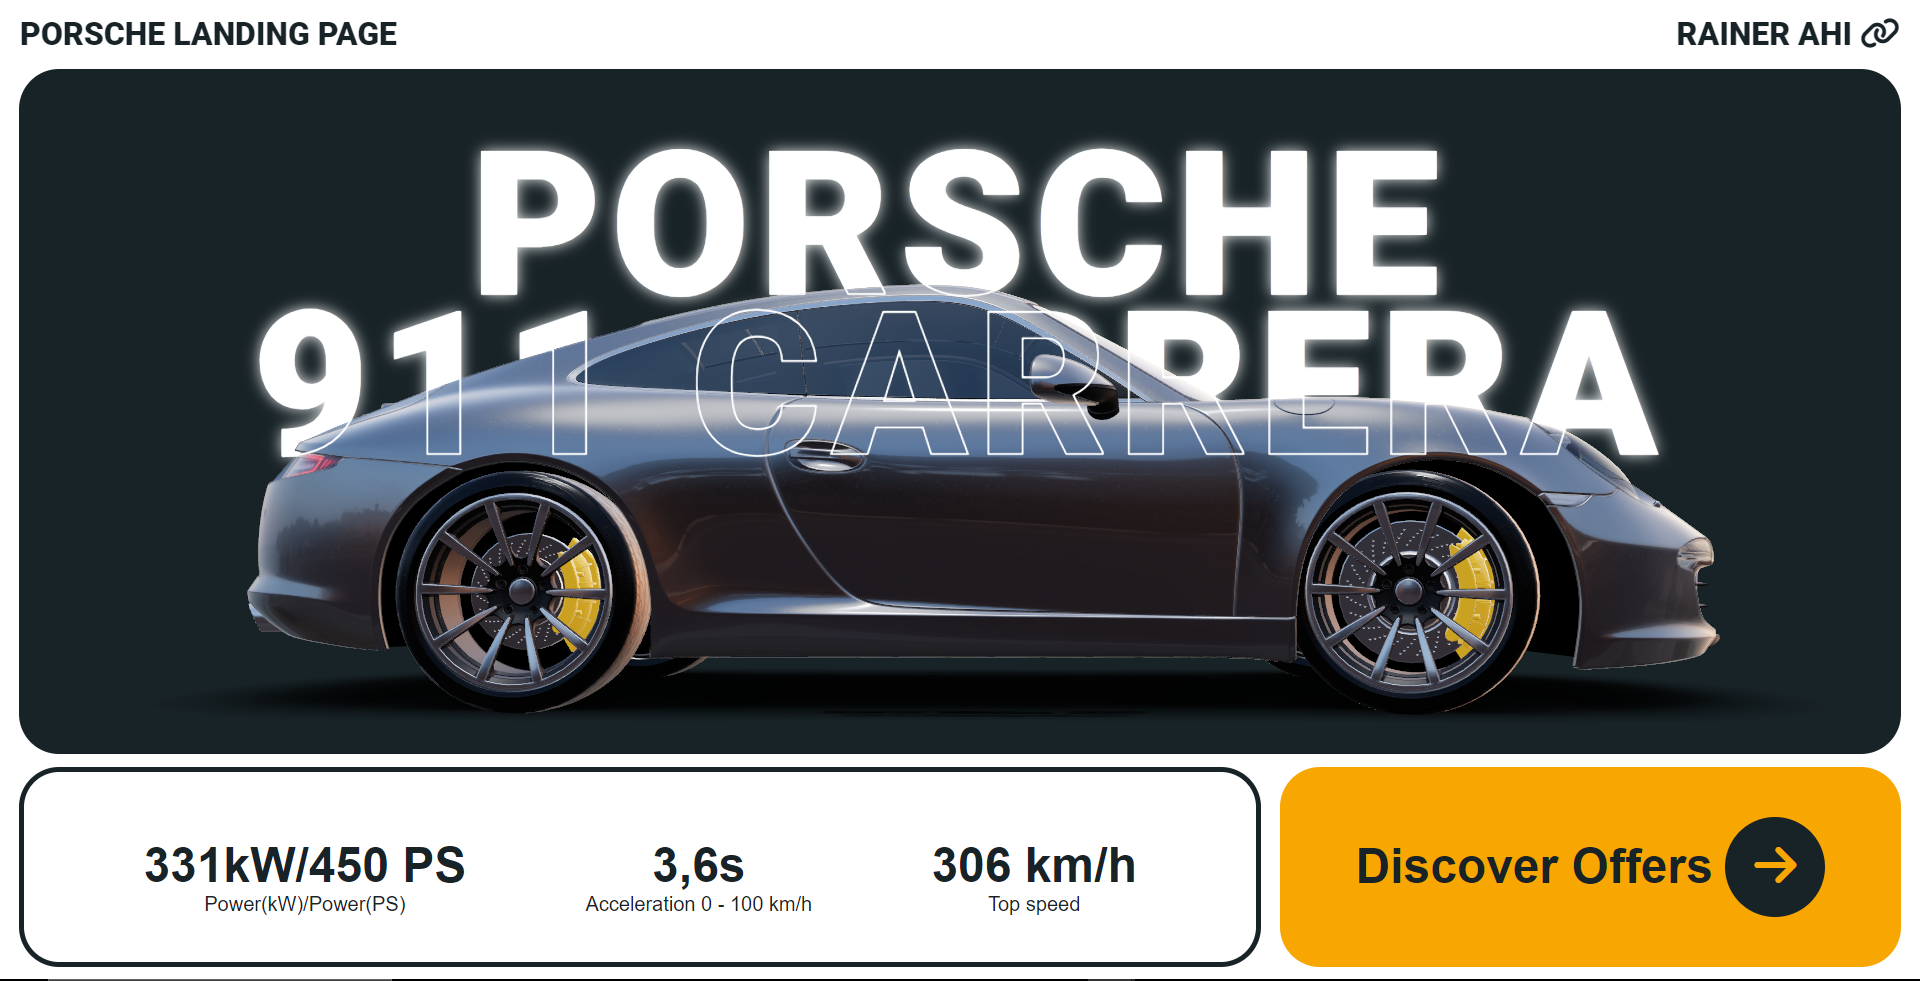 PORSCHE LANDING PAGE
RAINER AHI
PORSCHE
911 CARRERA
331kW/450 PS
Power(kW)/Power(PS)
3,6s
Acceleration 0 - 100 km/h
306 km/h
Top speed
Discover Offers